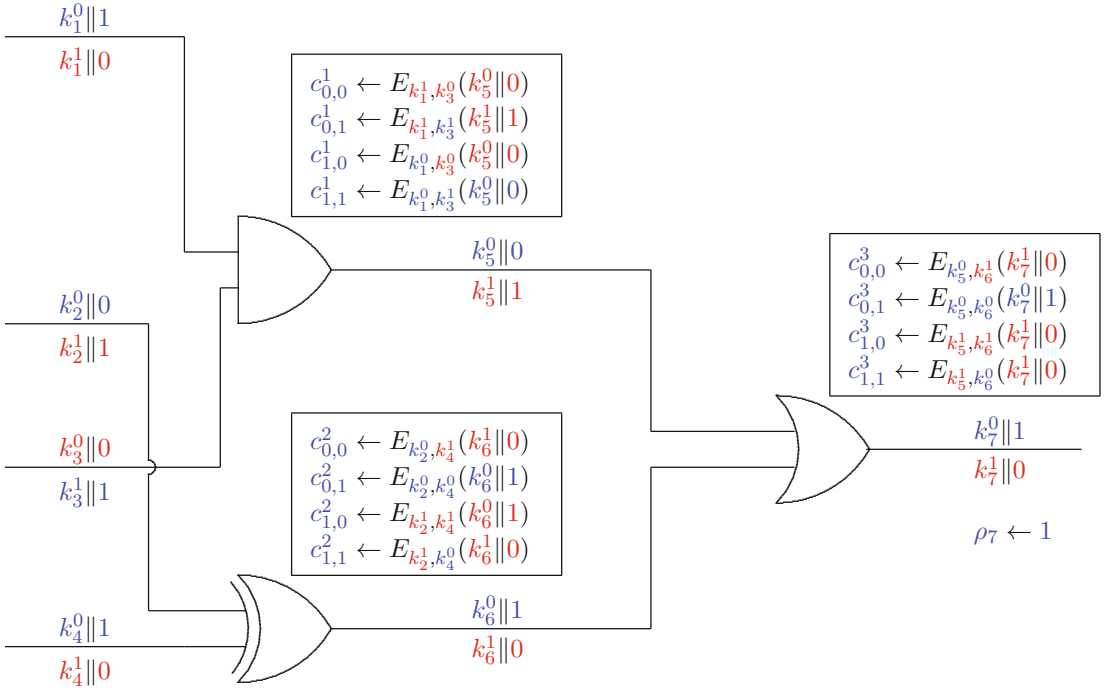 k_1^0‖1
k_1^1‖0
c_{0,0}^1 ← E_{k_1^1,k_3^0}(k_5^0‖0)
c_{0,1}^1 ← E_{k_1^1,k_3^1}(k_5^1‖1)
c_{1,0}^1 ← E_{k_1^0,k_3^0}(k_5^0‖0)
c_{1,1}^1 ← E_{k_1^0,k_3^1}(k_5^0‖0)
k_5^0‖0
k_5^1‖1
c_{0,0}^3 ← E_{k_5^0,k_6^1}(k_7^1‖0)
c_{0,1}^3 ← E_{k_5^0,k_6^0}(k_7^0‖1)
c_{1,0}^3 ← E_{k_5^1,k_6^1}(k_7^1‖0)
c_{1,1}^3 ← E_{k_5^1,k_6^0}(k_7^1‖0)
k_2^0‖0
k_2^1‖1
k_3^0‖0
k_3^1‖1
c_{0,0}^2 ← E_{k_2^0,k_4^1}(k_6^1‖0)
c_{0,1}^2 ← E_{k_2^0,k_4^0}(k_6^0‖1)
c_{1,0}^2 ← E_{k_2^1,k_4^1}(k_6^0‖1)
c_{1,1}^2 ← E_{k_2^1,k_4^0}(k_6^1‖0)
k_7^0‖1
k_7^1‖0
ρ_7 ← 1
k_4^0‖1
k_4^1‖0
k_6^0‖1
k_6^1‖0